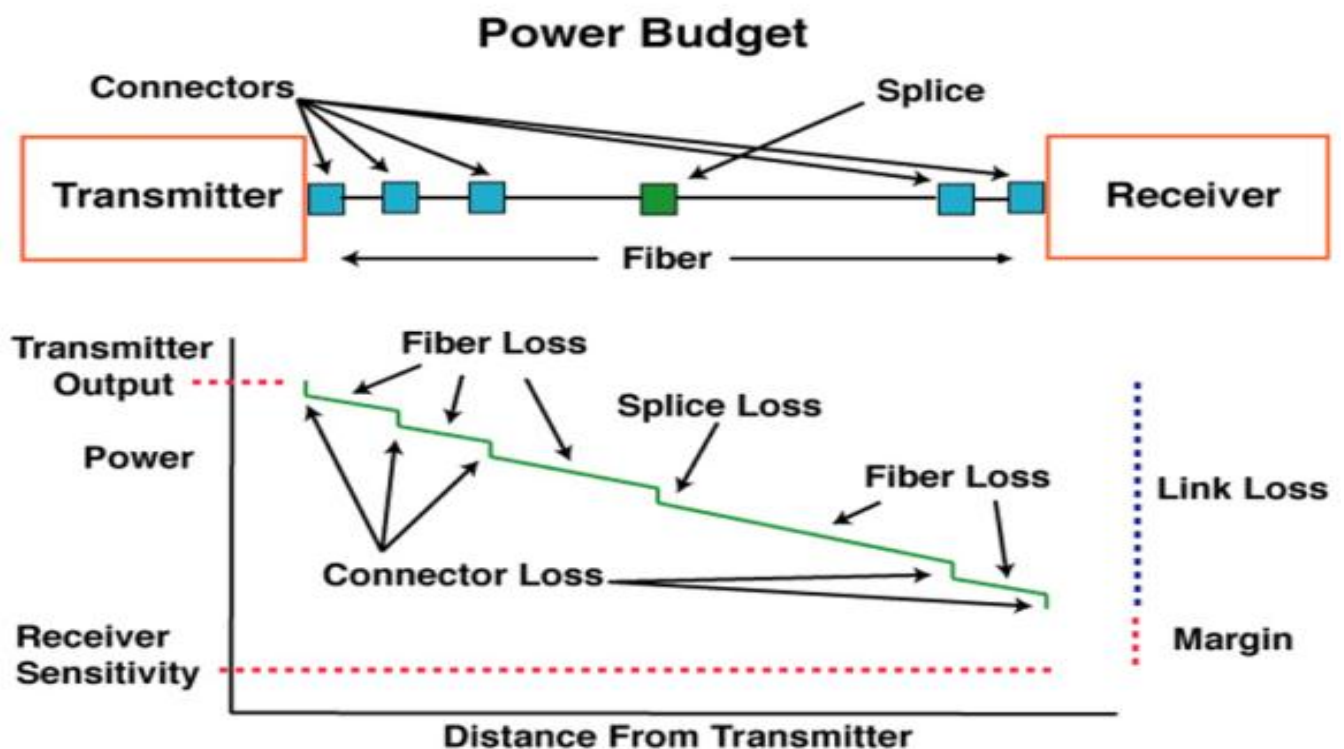 Power Budget
Connectors
Splice
Transmitter
Receiver
Fiber
Transmitter
Output
Fiber Loss
Splice Loss
Power
Fiber Loss
Link Loss
Connector Loss
Receiver
Sensitivity
Margin
Distance From Transmitter